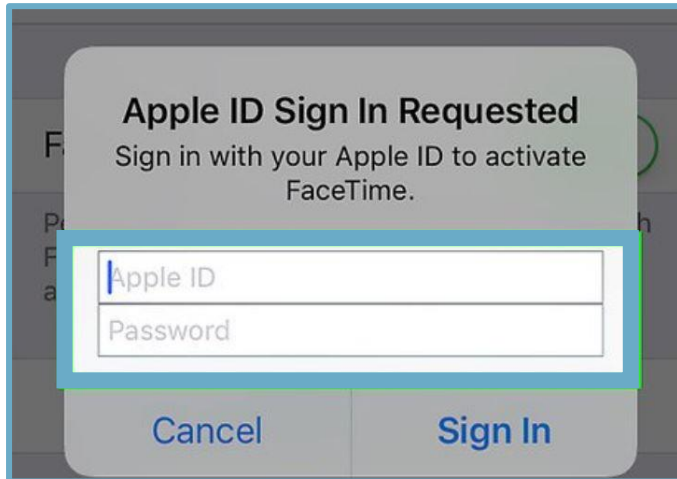 Apple ID Sign In Requested
Sign in with your Apple ID to activate
FaceTime.
Apple ID
Password
Cancel
Sign In